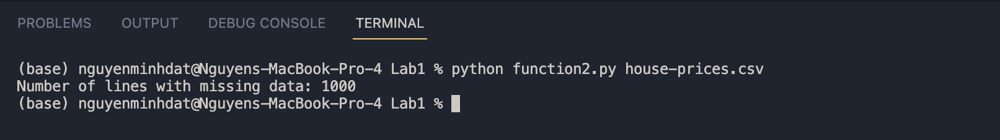 PROBLEMS OUTPUT DEBUG CONSOLE TERMINAL
(base) nguyenminhdat@Nguyens-MacBook-Pro-4 Lab1 % python function2.py house-prices.csv
Number of lines with missing data: 1000
(base) nguyenminhdat@Nguyens-MacBook-Pro-4 Lab1 %